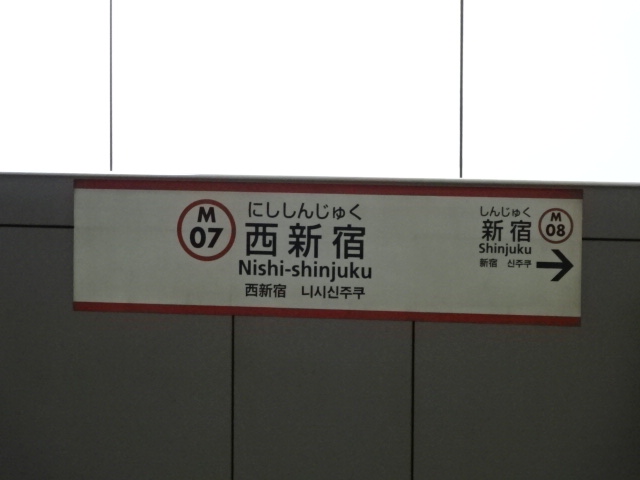 M
07
にししんじゅく
西新宿
Nishi-shinjuku
西新宿 니시신주쿠
しんじゅく
新宿
Shinjuku
新宿 신주쿠
M
08